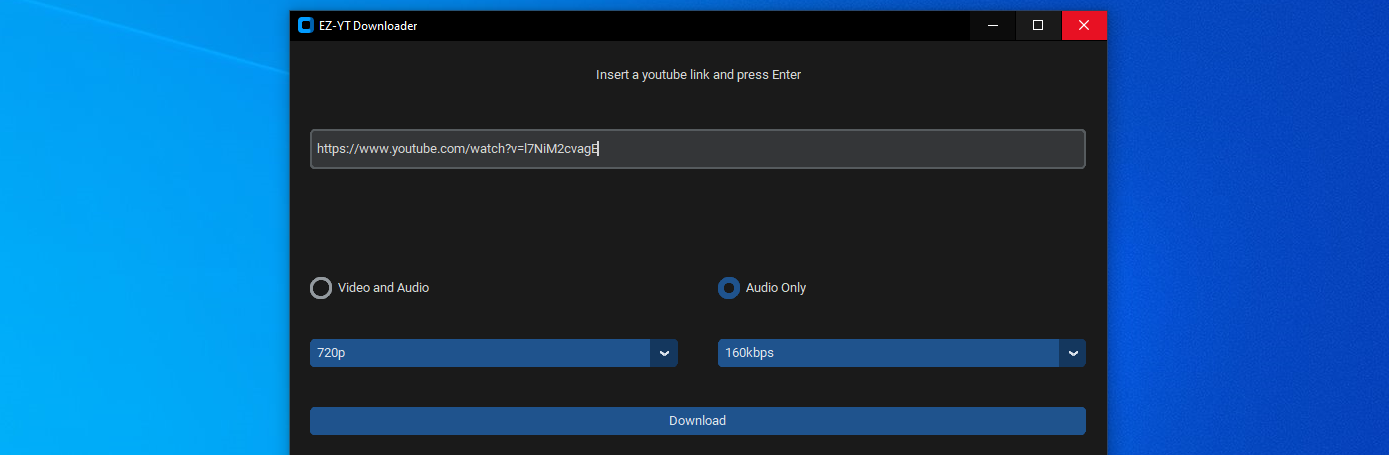 EZ-YT Downloader
Insert a youtube link and press Enter
https://www.youtube.com/watch?v=l7NiM2cvagE
Video and Audio
Audio Only
720p
160kbps
Download